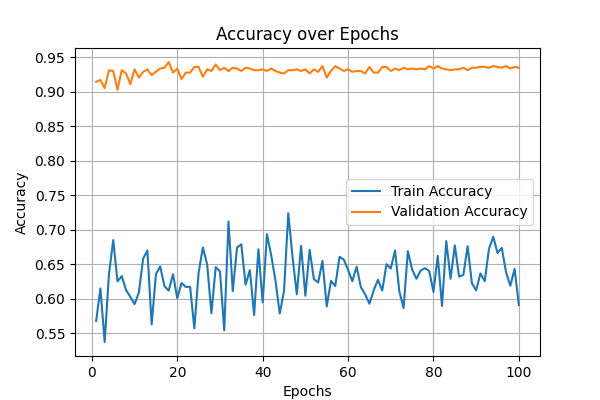 Accuracy over Epochs
0.95
0.90
0.85
0.80
0.75
0.70
0.65
0.60
0.55
Accuracy
Train Accuracy
Validation Accuracy
0 20 40 60 80 100
Epochs